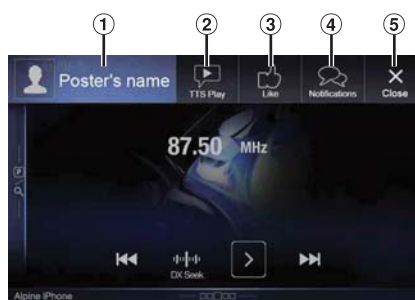 1 2 3 4 5
Poster's name
TTS Play
Like
Notifications
Close
87.50 MHz
P
DX Seek
Alpine iPhone